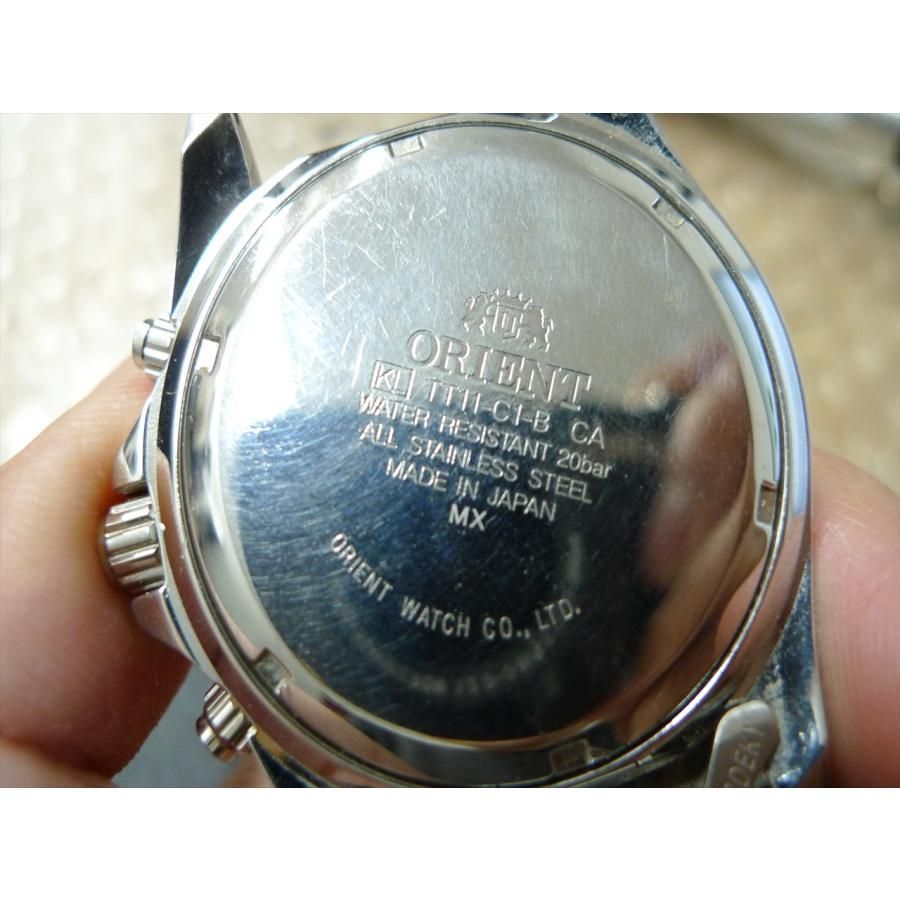 ORIENT
KL/TT11-C1-B CA
WATER RESISTANT 20bar
ALL STAINLESS STEEL
MADE IN JAPAN
MX
ORIENT WATCH CO., LTD.